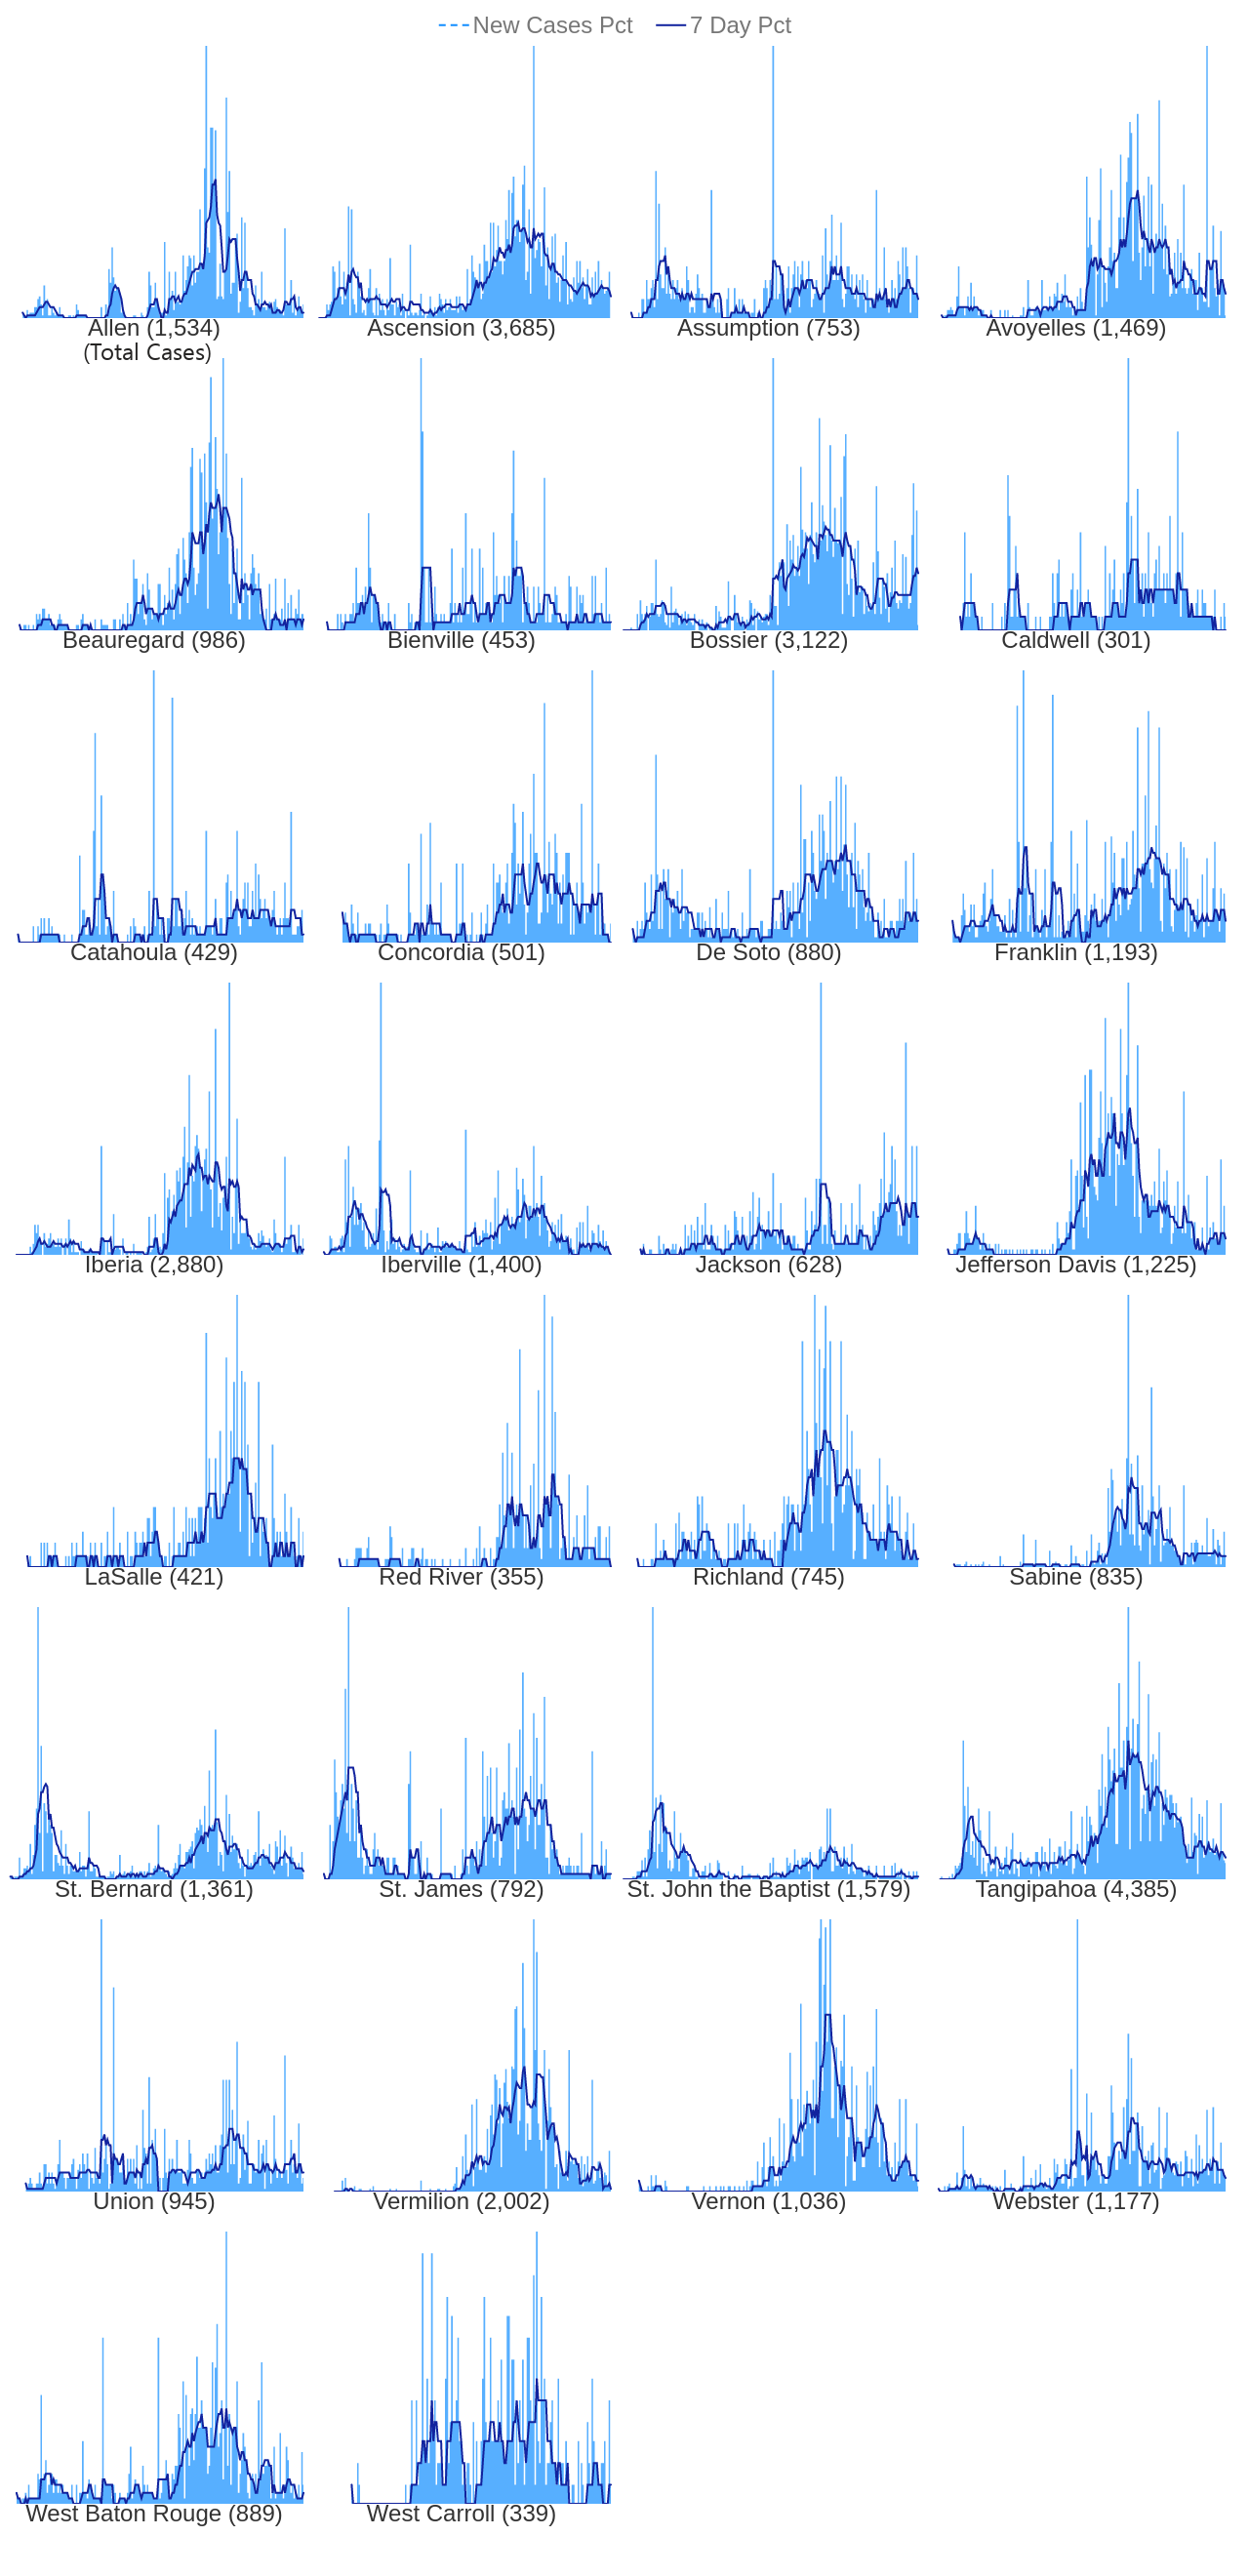 New Cases Pct 7 Day Pct
Allen (1,534) Ascension (3,685) Assumption (753) Avoyelles (1,469)
(Total Cases)
Beauregard (986) Bienville (453) Bossier (3,122) Caldwell (301)
Catahoula (429) Concordia (501) De Soto (880) Franklin (1,193)
Iberia (2,880) Iberville (1,400) Jackson (628) Jefferson Davis (1,225)
LaSalle (421) Red River (355) Richland (745) Sabine (835)
St. Bernard (1,361) St. James (792) St. John the Baptist (1,579) Tangipahoa (4,385)
Union (945) Vermilion (2,002) Vernon (1,036) Webster (1,177)
West Baton Rouge (889) West Carroll (339)